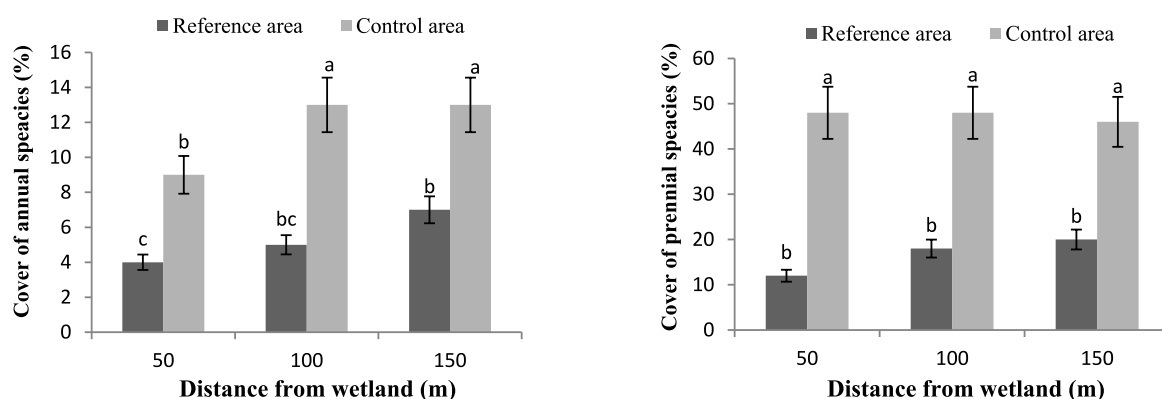 Reference area Control area
16
14
12
10
8
6
4
2
0
Cover of annual speacies (%)
c b bc a b a
50 100 150
Distance from wetland (m)
Reference area Control area
60
50
40
30
20
10
0
Cover of prennial speacies (%)
b a b a b a
50 100 150
Distance from wetland (m)